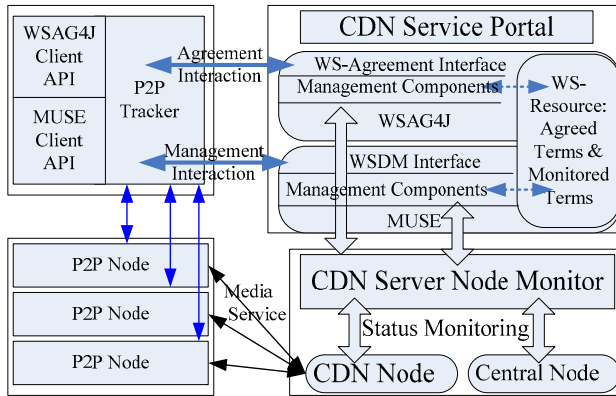 WSAG4J
Client
API
MUSE
Client
API
P2P
Tracker
Agreement
Interaction
Management
Interaction
CDN Service Portal
WS-Agreement Interface
Management Components
WSAG4J
WSDM Interface
Management Components
MUSE
WS-
Resource:
Agreed
Terms &
Monitored
Terms
P2P Node
P2P Node
P2P Node
Media
Service
CDN Server Node Monitor
Status Monitoring
CDN Node
Central Node